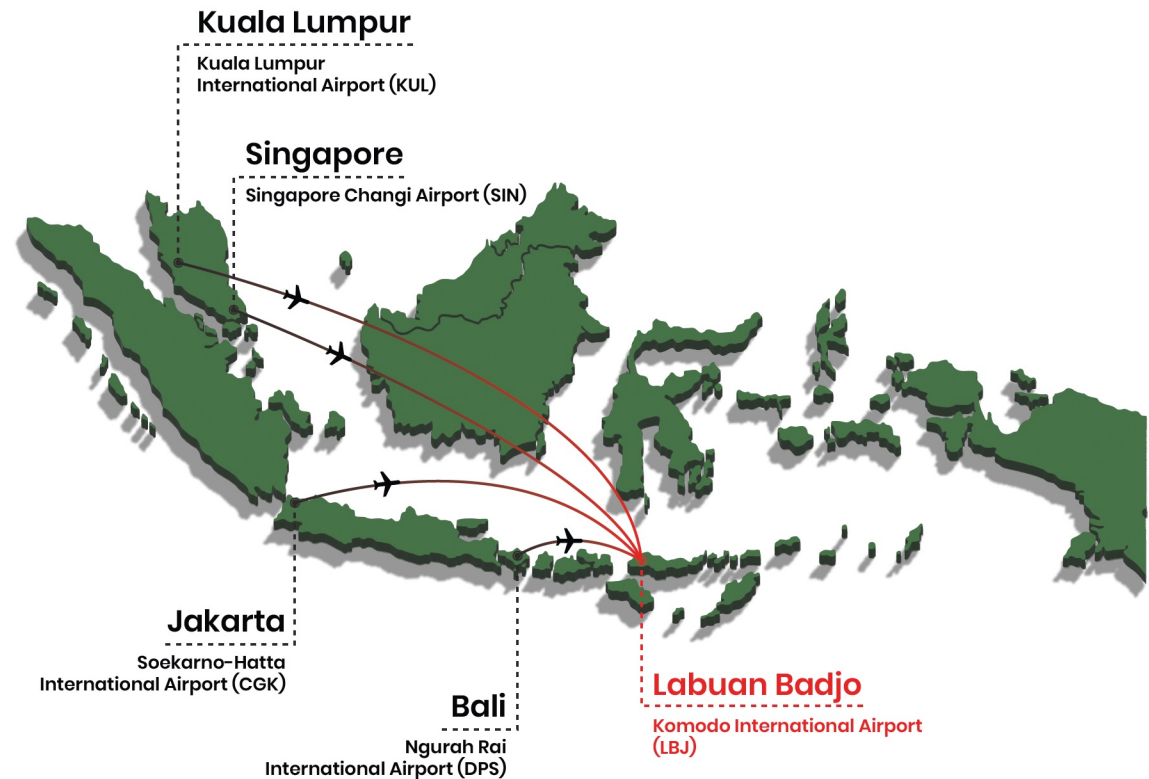 Kuala Lumpur
Kuala Lumpur
International Airport (KUL)
Singapore
Singapore Changi Airport (SIN)
Jakarta
Soekarno-Hatta
International Airport (CGK)
Bali
Ngurah Rai
International Airport (DPS)
Labuan Badjo
Komodo International Airport
(LBJ)